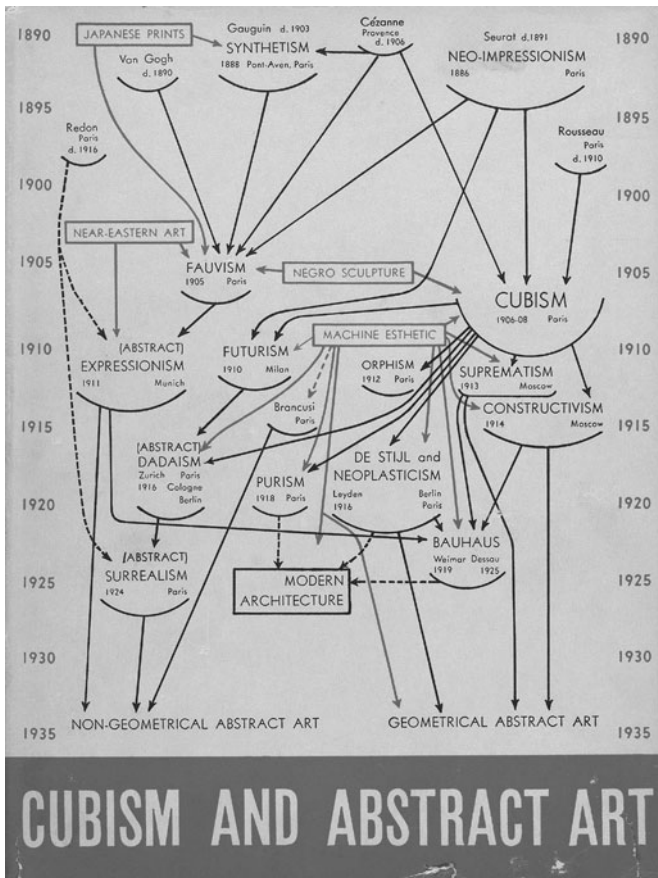 1890
JAPANESE PRINTS
Gauguin d. 1903
SYNTHETISM
1888 Pont-Aven, Paris
Cézanne
Provence
d. 1906
Seurat d.1891
NEO-IMPRESSIONISM
1886 Paris
1890
Van Gogh
d. 1890
1895
1895
Redon
Paris
d. 1916
Rousseau
Paris
d. 1910
1900
1900
NEAR-EASTERN ART
1905
FAUVISM
1905 Paris
NEGRO SCULPTURE
CUBISM
1906-08 Paris
1905
1910
(ABSTRACT)
EXPRESSIONISM
1911 Munich
FUTURISM
1910 Milan
MACHINE ESTHETIC
ORPHISM
1912 Paris
SUPREMATISM
1913 Moscow
1910
Brancusi
Paris
CONSTRUCTIVISM
1914 Moscow
1915
1915
(ABSTRACT)
DADAISM
Zurich Paris
1916 Cologne
Berlin
PURISM
1918 Paris
DE STIJL and
NEOPLASTICISM
Leyden Berlin
1916 Paris
1920
1920
BAUHAUS
Weimar Dessau
1919 1925
(ABSTRACT)
SURREALISM
1924 Paris
MODERN
ARCHITECTURE
1925
1925
1930
1930
NON-GEOMETRICAL ABSTRACT ART
GEOMETRICAL ABSTRACT ART
1935
1935
CUBISM AND ABSTRACT ART